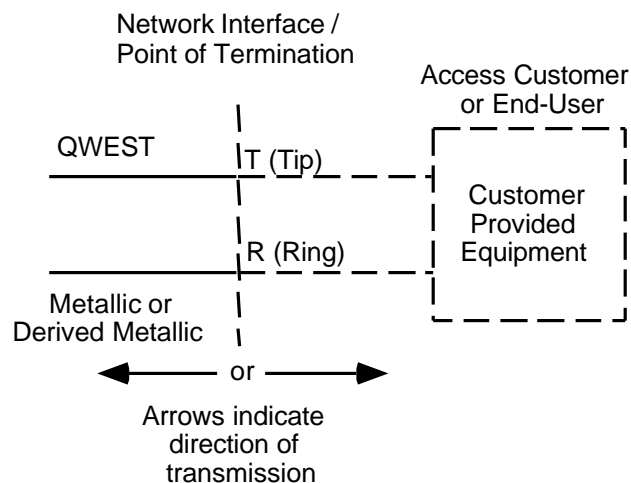 Network Interface /
Point of Termination
Access Customer
or End-User
QWEST
T (Tip)
Customer
Provided
Equipment
R (Ring)
Metallic or
Derived Metallic
or
Arrows indicate
direction of
transmission